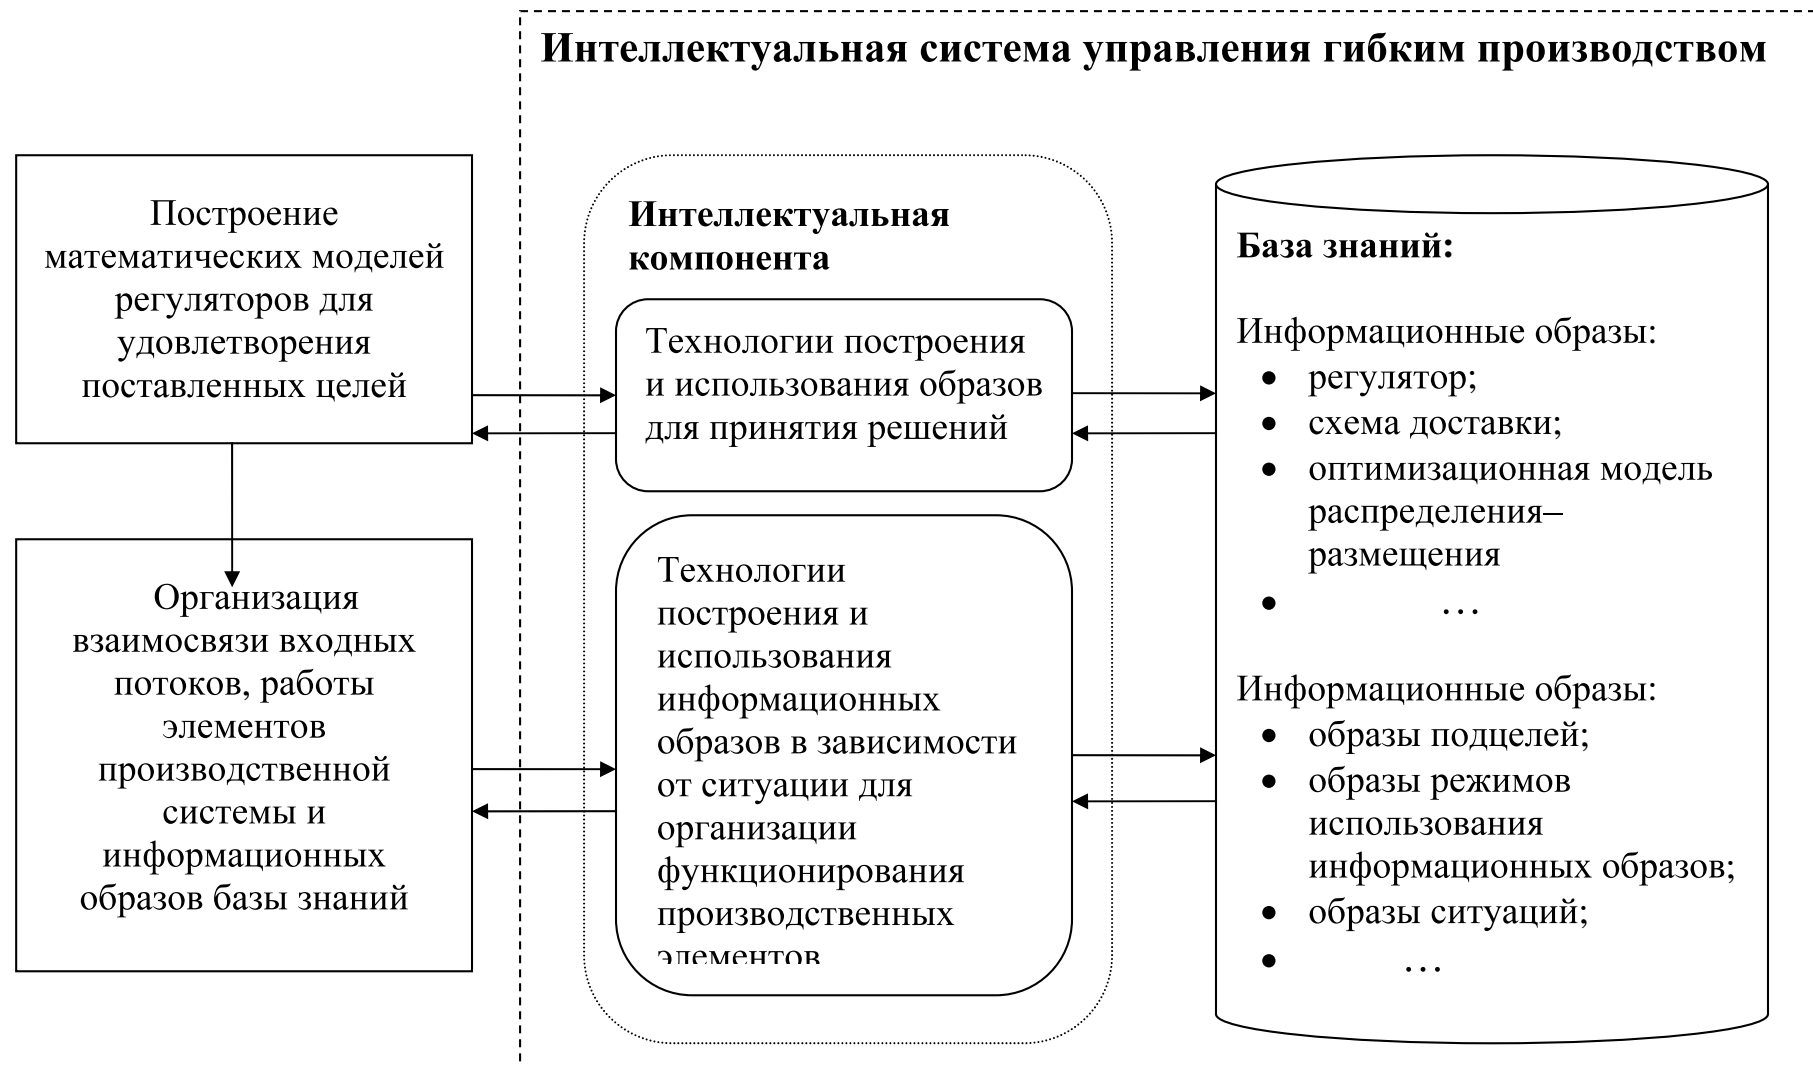 Интеллектуальная система управления гибким производством
Построение
математических моделей
регуляторов для
удовлетворения
поставленных целей
Организация
взаимосвязи входных
потоков, работы
элементов
производственной
системы и
информационных
образов базы знаний
Интеллектуальная
компонента
Технологии построения
и использования образов
для принятия решений
Технологии
построения и
использования
информационных
образов в зависимости
от ситуации для
организации
функционирования
производственных
элементов
База знаний:
Информационные образы:
• регулятор;
• схема доставки;
• оптимизационная модель
распределения–
размещения
• …
Информационные образы:
• образы подцелей;
• образы режимов
использования
информационных образов;
• образы ситуаций;
• …